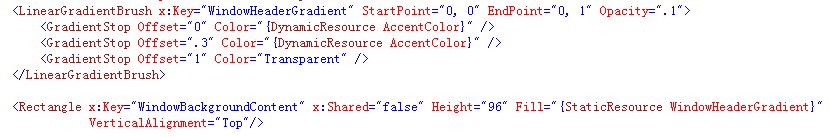 <LinearGradientBrush x:Key="WindowHeaderGradient" StartPoint="0, 0" EndPoint="0, 1" Opacity=".1">
    <GradientStop Offset="0" Color="{DynamicResource AccentColor}" />
    <GradientStop Offset=".3" Color="{DynamicResource AccentColor}" />
    <GradientStop Offset="1" Color="Transparent" />
</LinearGradientBrush>

<Rectangle x:Key="WindowBackgroundContent" x:Shared="false" Height="96" Fill="{StaticResource WindowHeaderGradient}"
           VerticalAlignment="Top"/>